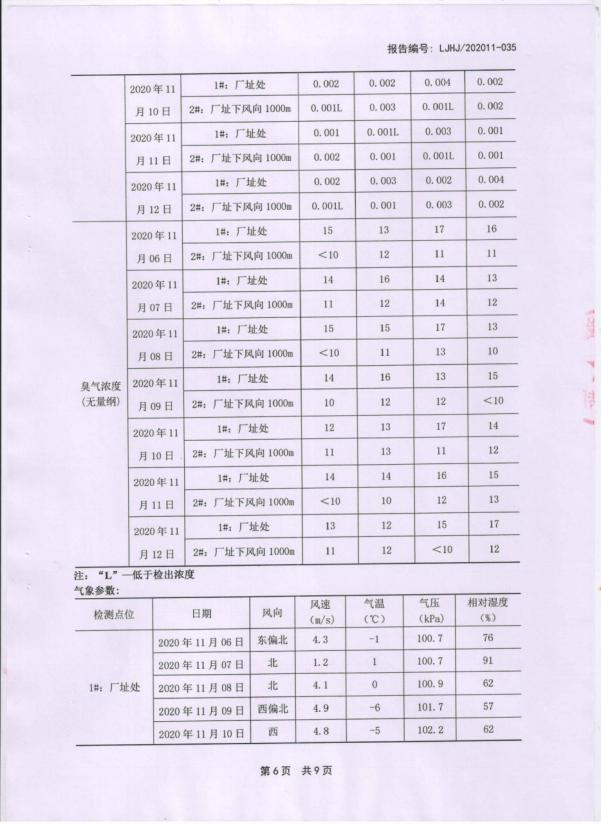 报告编号: LJHJ/202011-035
2020 年 11 月 10 日 1#: 厂址处 0.002 0.002 0.004 0.002
2#: 厂址下风向 1000m 0.001L 0.003 0.001L 0.002
2020 年 11 月 11 日 1#: 厂址处 0.001 0.001L 0.003 0.001
2#: 厂址下风向 1000m 0.002 0.001 0.001L 0.001
2020 年 11 月 12 日 1#: 厂址处 0.002 0.003 0.002 0.004
2#: 厂址下风向 1000m 0.001L 0.001 0.003 0.002
臭气浓度
(无量纲)
2020 年 11 月 06 日 1#: 厂址处 15 13 17 16
2#: 厂址下风向 1000m <10 12 11 11
2020 年 11 月 07 日 1#: 厂址处 14 16 14 13
2#: 厂址下风向 1000m 11 12 14 12
2020 年 11 月 08 日 1#: 厂址处 15 15 17 13
2#: 厂址下风向 1000m <10 11 13 10
2020 年 11 月 09 日 1#: 厂址处 14 16 13 15
2#: 厂址下风向 1000m 10 12 12 <10
2020 年 11 月 10 日 1#: 厂址处 12 13 17 14
2#: 厂址下风向 1000m 11 13 11 12
2020 年 11 月 11 日 1#: 厂址处 14 14 16 15
2#: 厂址下风向 1000m <10 10 12 13
2020 年 11 月 12 日 1#: 厂址处 13 12 15 17
2#: 厂址下风向 1000m 11 12 <10 12
注: “L”—低于检出浓度
气象参数:
检测点位 日期 风向 风速 (m/s) 气温 (℃) 气压 (kPa) 相对湿度 (%)
1#: 厂址处
2020 年 11 月 06 日 东偏北 4.3 -1 100.7 76
2020 年 11 月 07 日 北 1.2 1 100.7 91
2020 年 11 月 08 日 北 4.1 0 100.9 62
2020 年 11 月 09 日 西偏北 4.9 -6 101.7 57
2020 年 11 月 10 日 西 4.8 -5 102.2 62
第 6 页 共 9 页